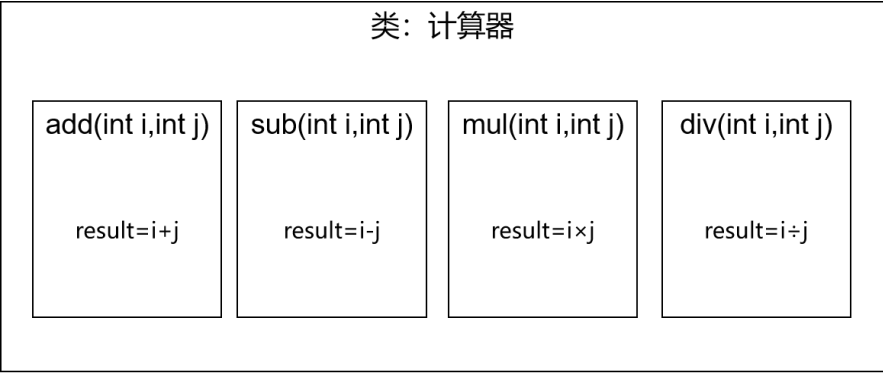 类：计算器
add(int i,int j)
sub(int i,int j)
mul(int i,int j)
div(int i,int j)
result=i+j
result=i-j
result=i×j
result=i÷j